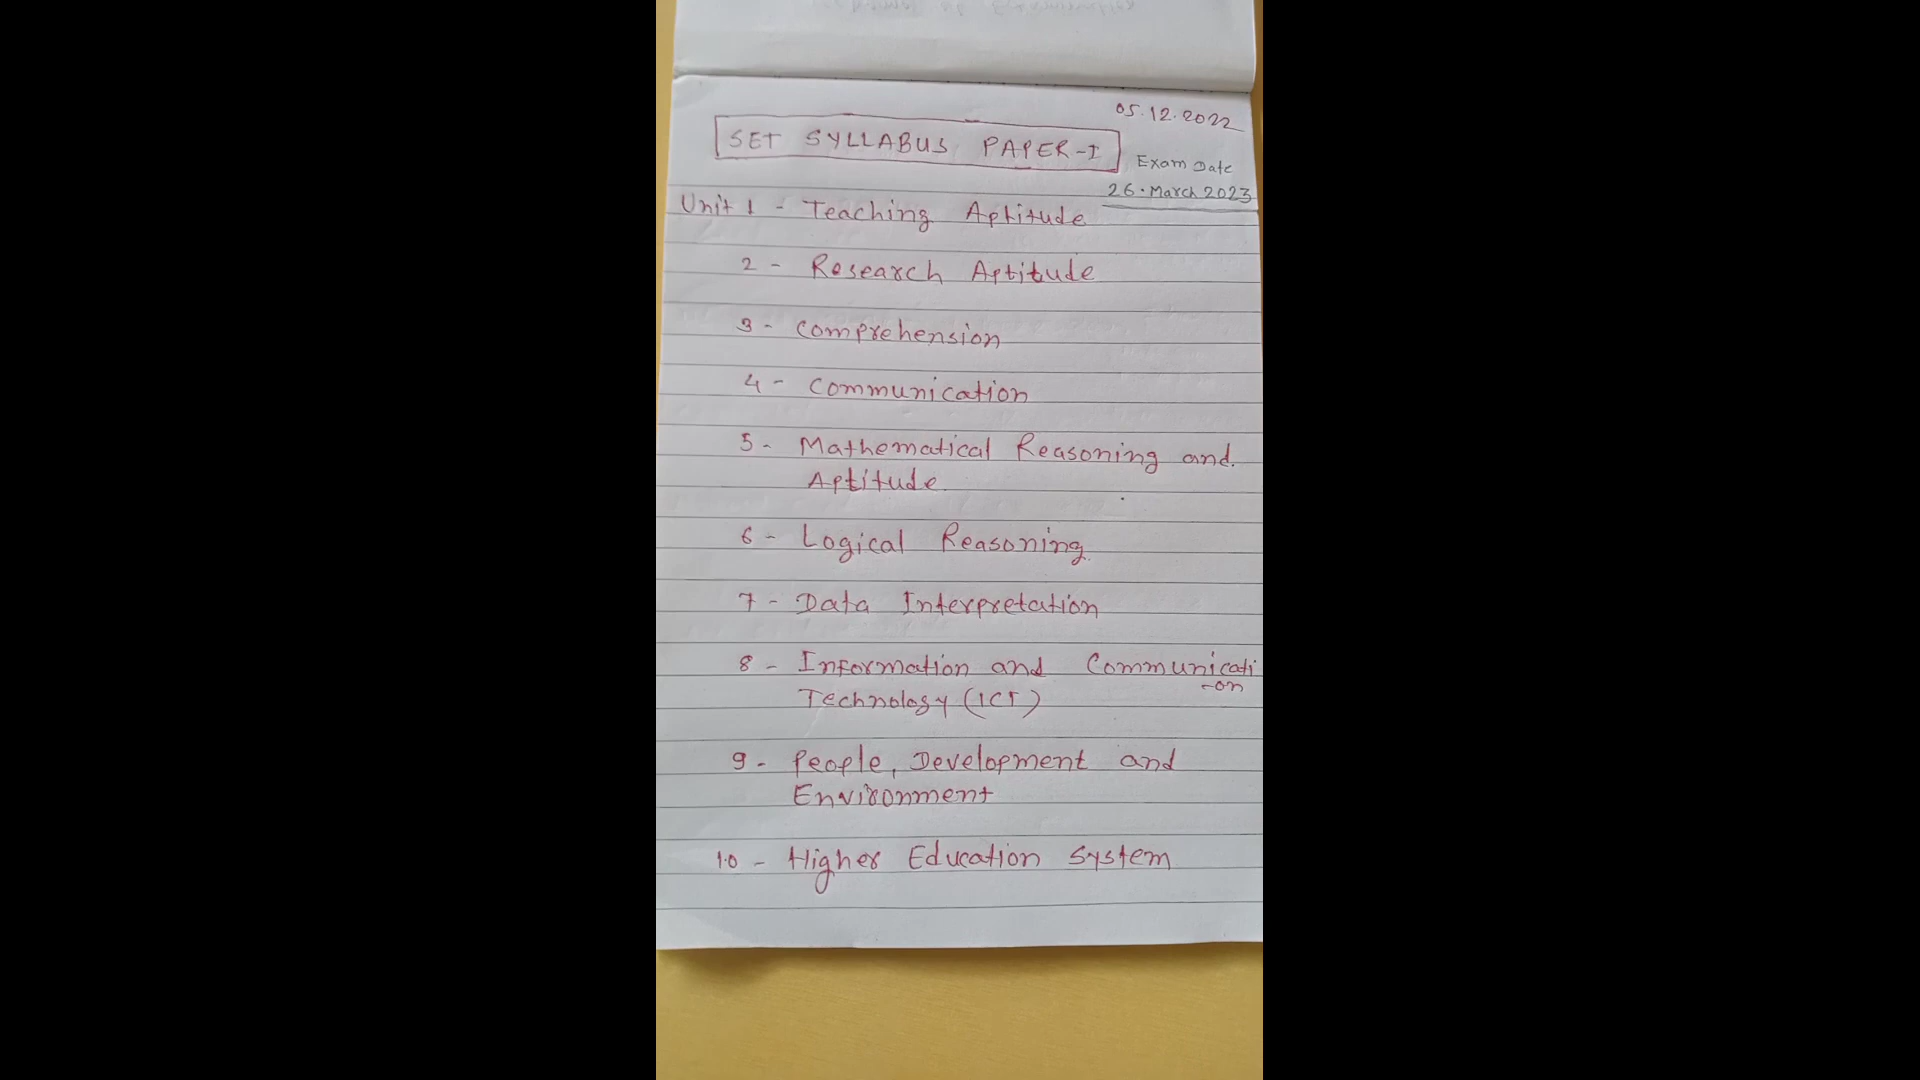 05.12.2022
SET SYLLABUS PAPER-I
Exam Date
26.March 2023
Unit 1 - Teaching Aptitude
2 - Research Aptitude
3 - Comprehension
4 - Communication
5 - Mathematical Reasoning and
Aptitude
6 - Logical Reasoning
7 - Data Interpretation
8 - Information and Communicati
-on
Technology (ICT)
9 - People, Development and
Environment
10 - Higher Education System